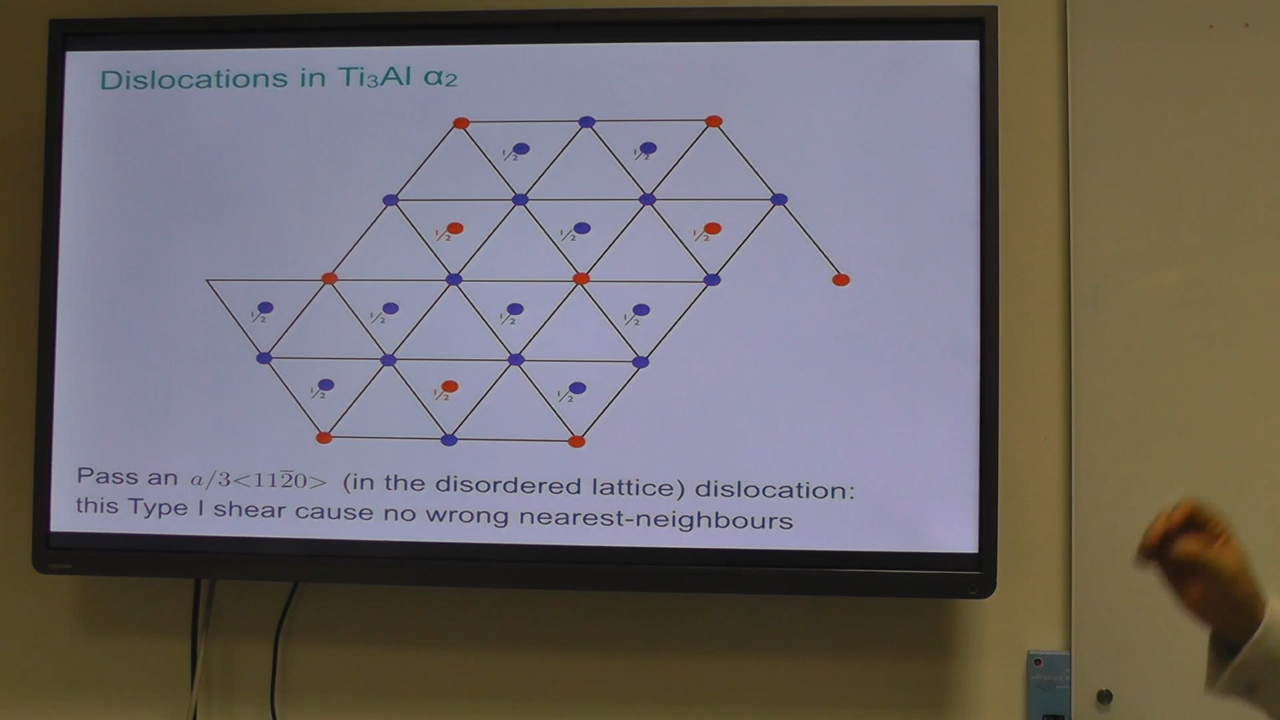 Dislocations in Ti₃Al α₂
½ ½
½ ½ ½
½ ½ ½ ½
½ ½ ½
Pass an a/3<112̄0> (in the disordered lattice) dislocation:
this Type I shear cause no wrong nearest-neighbours